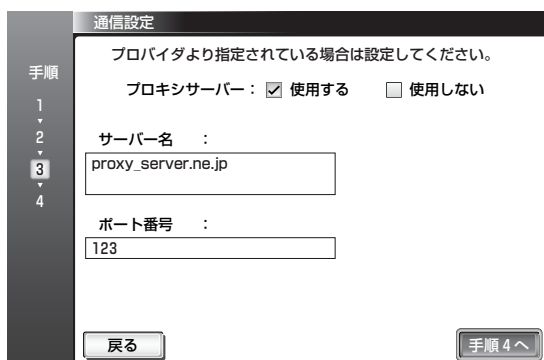 通信設定
プロバイダより指定されている場合は設定してください。
手順
1
2
3
4
プロキシサーバー： 使用する 使用しない
サーバー名 ：
proxy_server.ne.jp
ポート番号 ：
123
戻る
手順 4 へ